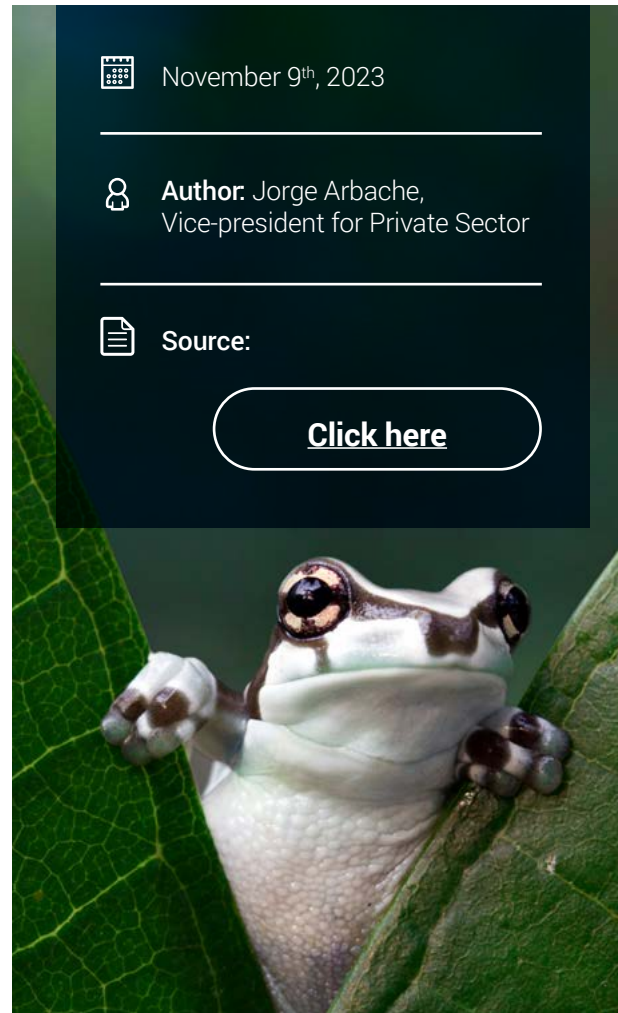 November 9th, 2023
Author: Jorge Arbache,
Vice-president for Private Sector
Source:
Click here